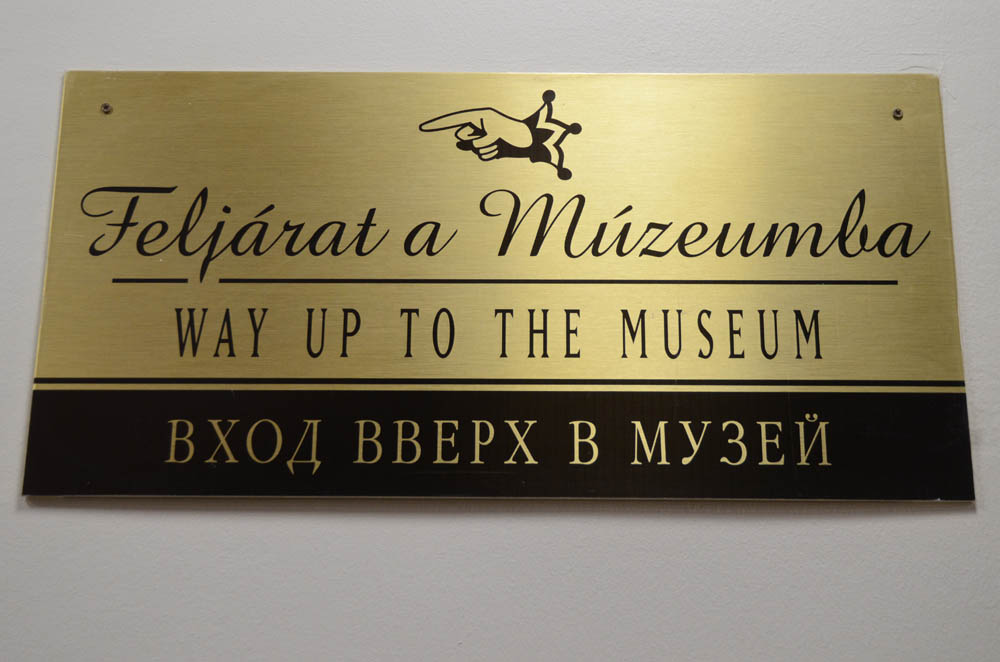 Feljárat a Múzeumba
WAY UP TO THE MUSEUM
ВХОД ВВЕРХ В МУЗЕЙ